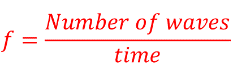 f = Number of waves / time